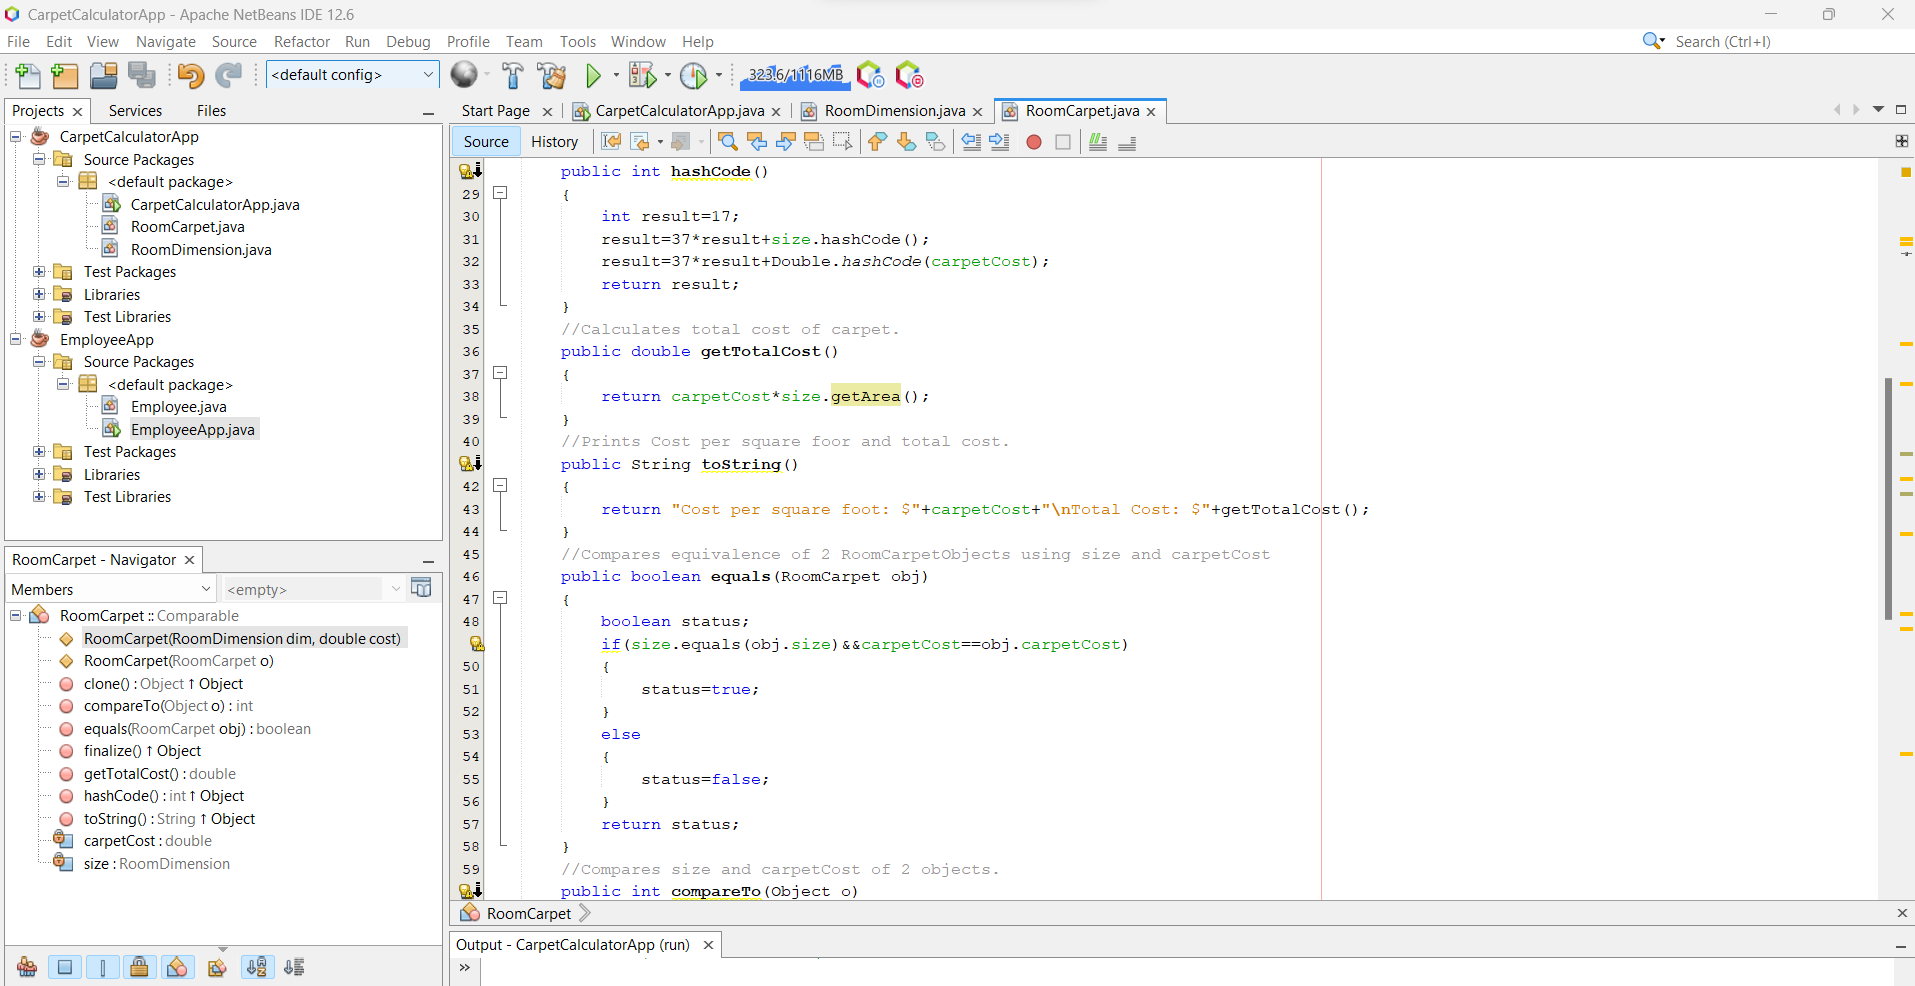 CarpetCalculatorApp - Apache NetBeans IDE 12.6
File Edit View Navigate Source Refactor Run Debug Profile Team Tools Window Help
Search (Ctrl+I)
<default config>
323.6/1116MB
Projects Services Files
CarpetCalculatorApp
Source Packages
<default package>
CarpetCalculatorApp.java
RoomCarpet.java
RoomDimension.java
Test Packages
Libraries
Test Libraries
EmployeeApp
Source Packages
<default package>
Employee.java
EmployeeApp.java
Test Packages
Libraries
Test Libraries
RoomCarpet - Navigator
Members
<empty>
RoomCarpet :: Comparable
RoomCarpet(RoomDimension dim, double cost)
RoomCarpet(RoomCarpet o)
clone() : Object ↑ Object
compareTo(Object o) : int
equals(RoomCarpet obj) : boolean
finalize() ↑ Object
getTotalCost() : double
hashCode() : int ↑ Object
toString() : String ↑ Object
carpetCost : double
size : RoomDimension
Start Page CarpetCalculatorApp.java RoomDimension.java RoomCarpet.java
Source History
public int hashCode()
29 {
30 int result=17;
31 result=37*result+size.hashCode();
32 result=37*result+Double.hashCode(carpetCost);
33 return result;
34 }
35 //Calculates total cost of carpet.
36 public double getTotalCost()
37 {
38 return carpetCost*size.getArea();
39 }
40 //Prints Cost per square foor and total cost.
public String toString()
42 {
43 return "Cost per square foot: $"+carpetCost+"\nTotal Cost: $"+getTotalCost();
44 }
45 //Compares equivalence of 2 RoomCarpetObjects using size and carpetCost
46 public boolean equals(RoomCarpet obj)
47 {
48 boolean status;
if(size.equals(obj.size)&&carpetCost==obj.carpetCost)
50 {
51 status=true;
52 }
53 else
54 {
55 status=false;
56 }
57 return status;
58 }
59 //Compares size and carpetCost of 2 objects.
public int compareTo(Object o)
RoomCarpet
Output - CarpetCalculatorApp (run)